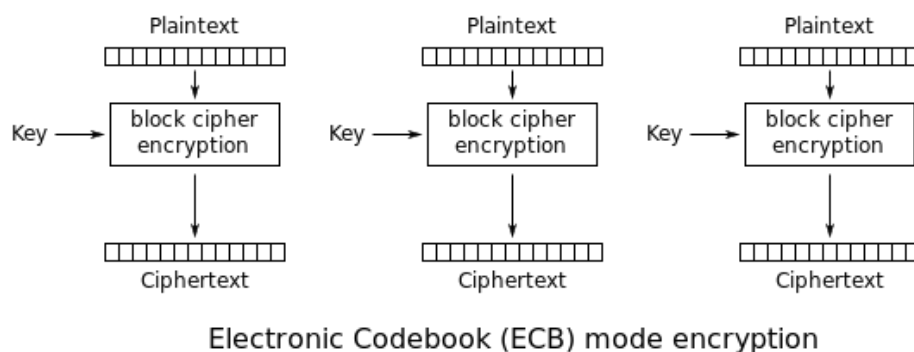 Plaintext
Plaintext
Plaintext
Key
block cipher
encryption
Key
block cipher
encryption
Key
block cipher
encryption
Ciphertext
Ciphertext
Ciphertext
Electronic Codebook (ECB) mode encryption